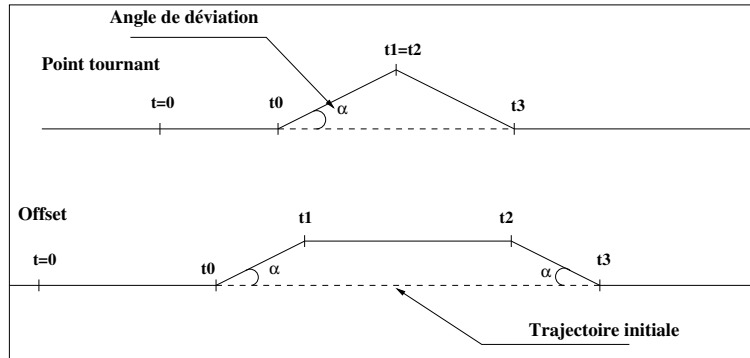 Angle de déviation
Point tournant
t1=t2
t=0
t0
α
t3
Offset
t1
t2
t=0
t0
α
α
t3
Trajectoire initiale